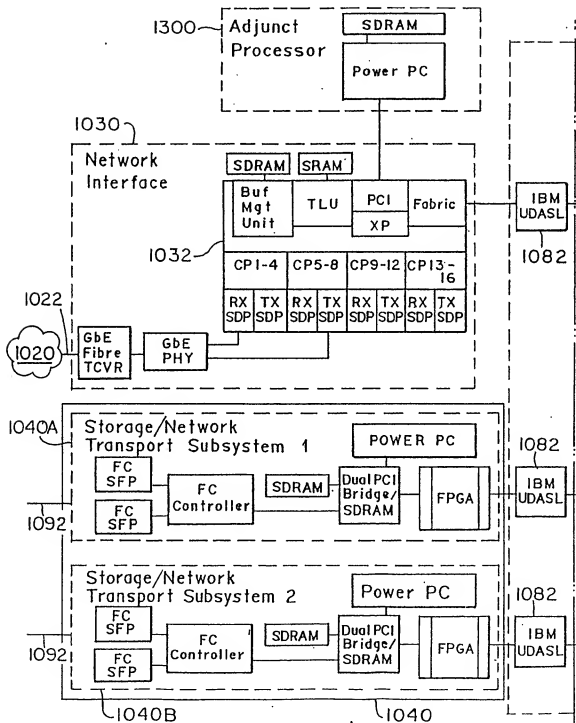 1300
Adjunct
Processor
SDRAM
Power PC
1030
Network
Interface
SDRAM
SRAM
Buf
Mgt
Unit
TLU
PCI
XP
Fabric
1032
CP1-4
CP5-8
CP9-12
CP13-
16
RX
SDP
TX
SDP
RX
SDP
TX
SDP
RX
SDP
TX
SDP
RX
SDP
TX
SDP
IBM
UDASL
1082
1022
1020
GbE
Fibre
TCVR
GbE
PHY
1040A
Storage/Network
Transport Subsystem 1
POWER PC
FC
SFP
FC
SFP
1092
FC
Controller
SDRAM
Dual PCI
Bridge/
SDRAM
FPGA
1082
IBM
UDASL
Storage/Network
Transport Subsystem 2
Power PC
FC
SFP
FC
SFP
1092
FC
Controller
SDRAM
Dual PCI
Bridge/
SDRAM
FPGA
1082
IBM
UDASL
1040B
1040